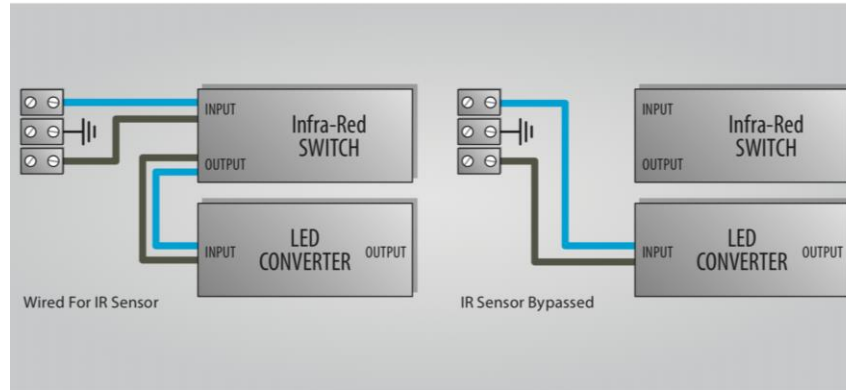 INPUT
Infra-Red
SWITCH
OUTPUT
INPUT
LED
CONVERTER
OUTPUT
Wired For IR Sensor
INPUT
Infra-Red
SWITCH
OUTPUT
INPUT
LED
CONVERTER
OUTPUT
IR Sensor Bypassed